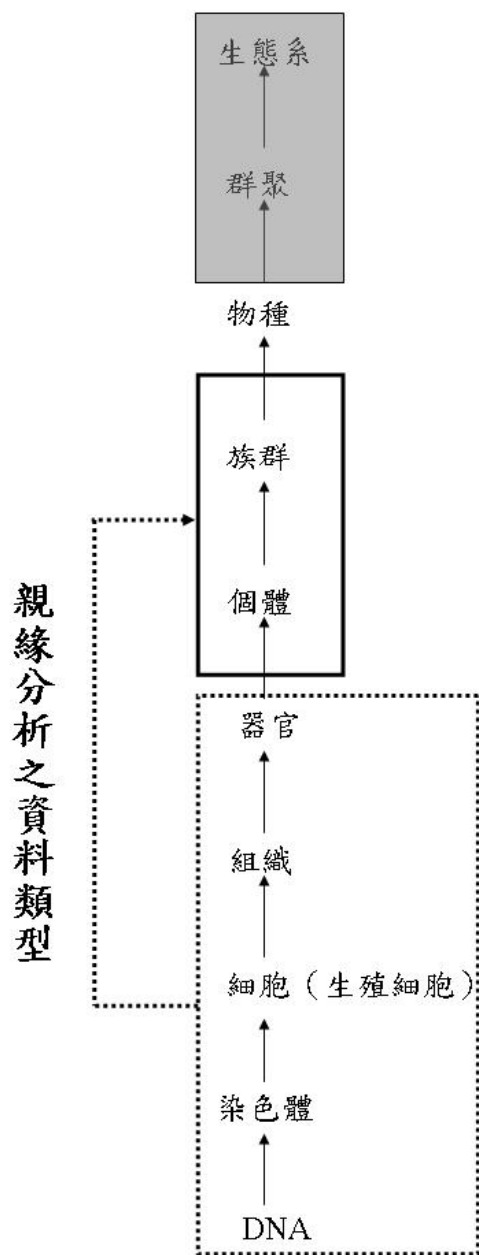 生態系
群聚
物種
族群
個體
器官
組織
細胞（生殖細胞）
染色體
DNA
親緣分析之資料類型